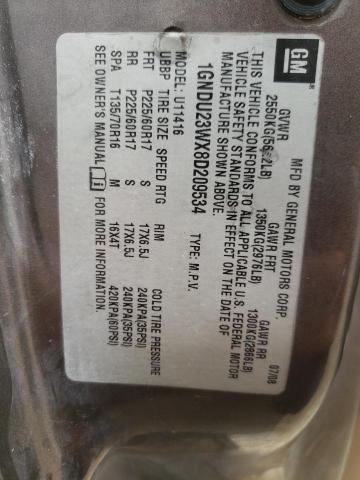 GM
MFD BY GENERAL MOTORS CORP. 07/08
GVWR GAWR FRT GAWR RR
2550KG(5622LB) 1350KG(2976LB) 1300KG(2866LB)
THIS VEHICLE CONFORMS TO ALL APPLICABLE U.S. FEDERAL MOTOR
VEHICLE SAFETY STANDARDS IN EFFECT ON THE DATE OF
MANUFACTURE SHOWN ABOVE.
1GNDU23WX8D209534 TYPE: M.P.V.
MODEL: U11416
UBBP TIRE SIZE SPEED RTG RIM COLD TIRE PRESSURE
FRT P225/60R17 S 17X6.5J 240KPA(35PSI)
RR P225/60R17 S 17X6.5J 240KPA(35PSI)
SPA T135/70R16 M 16X4T 420KPA(60PSI)
SEE OWNER'S MANUAL FOR MORE INFORMATION.